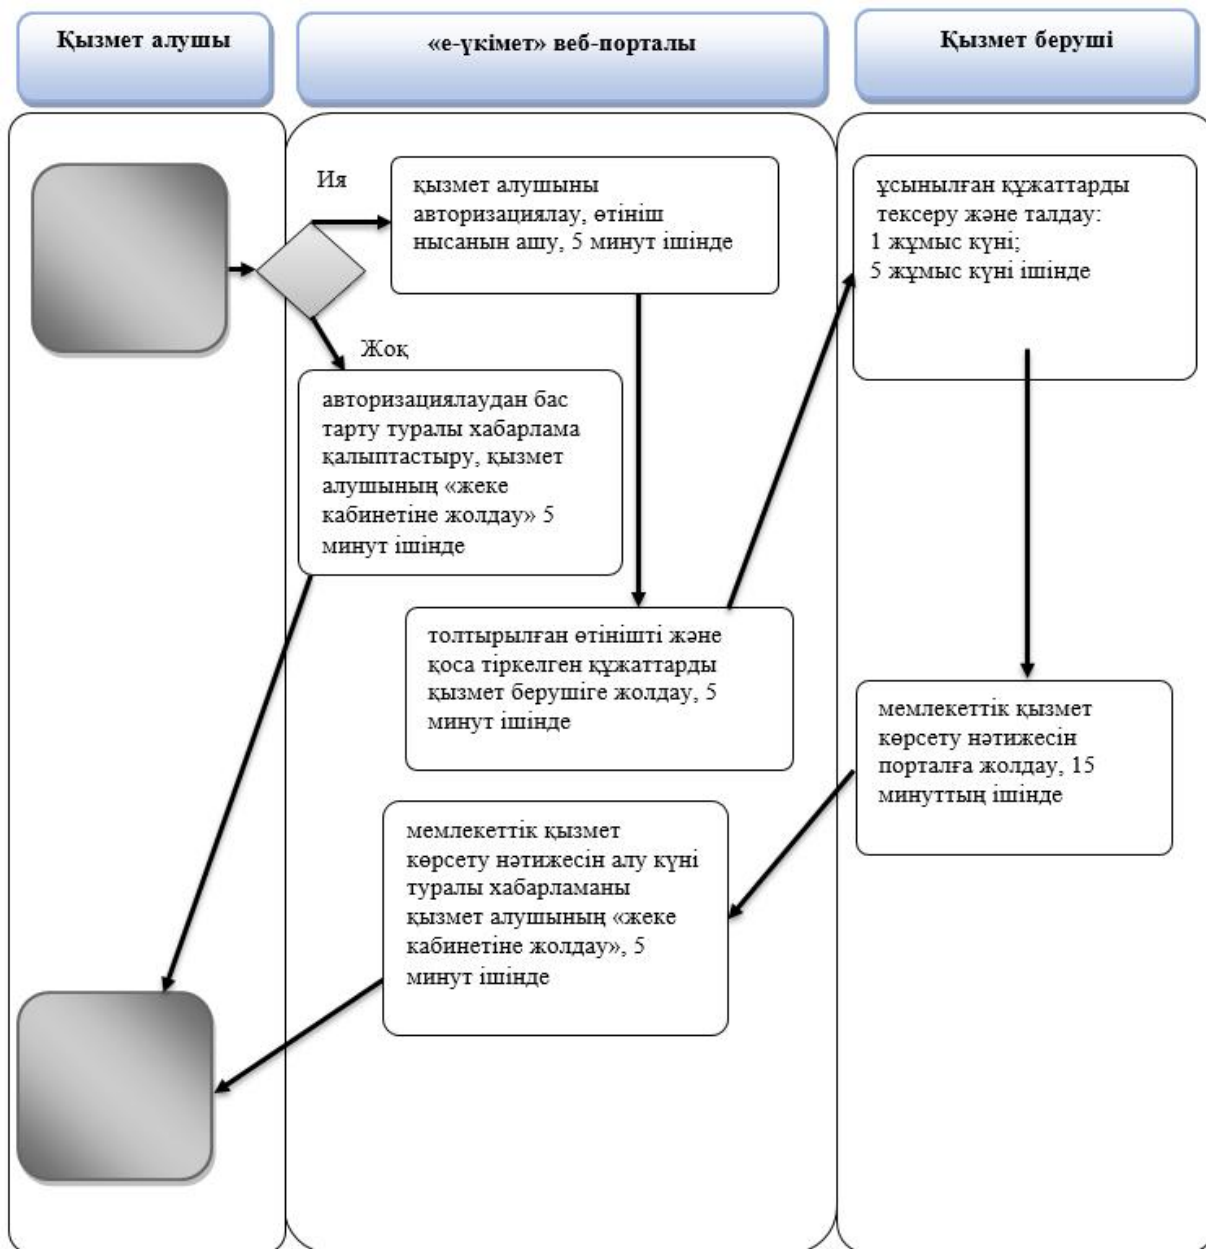 Қызмет алушы
«е-үкімет» веб-порталы
Қызмет беруші
Ия
қызмет алушыны
авторизациялау, өтініш
нысанын ашу, 5 минут ішінде
Жоқ
авторизациялаудан бас
тарту туралы хабарлама
қалыптастыру, қызмет
алушының «жеке
кабинетіне жолдау» 5
минут ішінде
толтырылған өтінішті және
қоса тіркелген құжаттарды
қызмет берушіге жолдау, 5
минут ішінде
ұсынылған құжаттарды
тексеру және талдау:
1 жұмыс күні;
5 жұмыс күні ішінде
мемлекеттік қызмет
көрсету нәтижесін
порталға жолдау, 15
минуттың ішінде
мемлекеттік қызмет
көрсету нәтижесін алу күні
туралы хабарламаны
қызмет алушының «жеке
кабинетіне жолдау», 5
минут ішінде